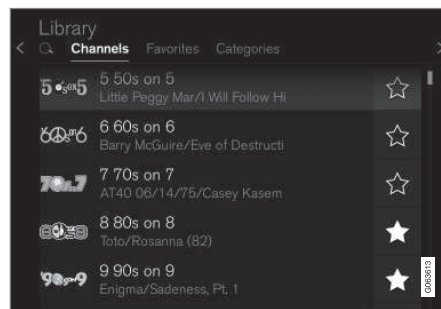 Library
Channels Favorites Categories
5 50s on 5
Little Peggy Mar/I Will Follow Hi
6 60s on 6
Barry McGuire/Eve of Destructi
7 70s on 7
AT40 06/14/75/Casey Kasem
8 80s on 8
Toto/Rosanna (82)
9 90s on 9
Enigma/Sadeness, Pt. 1
G063613